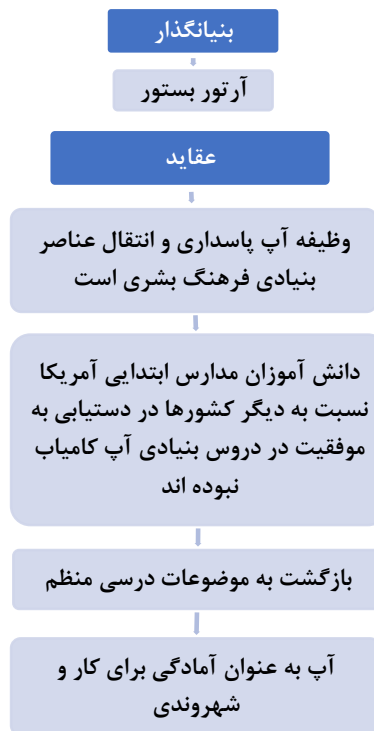 بنیانگذار
آرتور بستور
عقاید
وظیفه آپ پاسداری و انتقال عناصر
بنیادی فرهنگ بشری است
دانش آموزان مدارس ابتدایی آمریکا
نسبت به دیگر کشورها در دستیابی به
موفقیت در دروس بنیادی آپ کامیاب
نبوده اند
بازگشت به موضوعات درسی منظم
آپ به عنوان آمادگی برای کار و
شهروندی